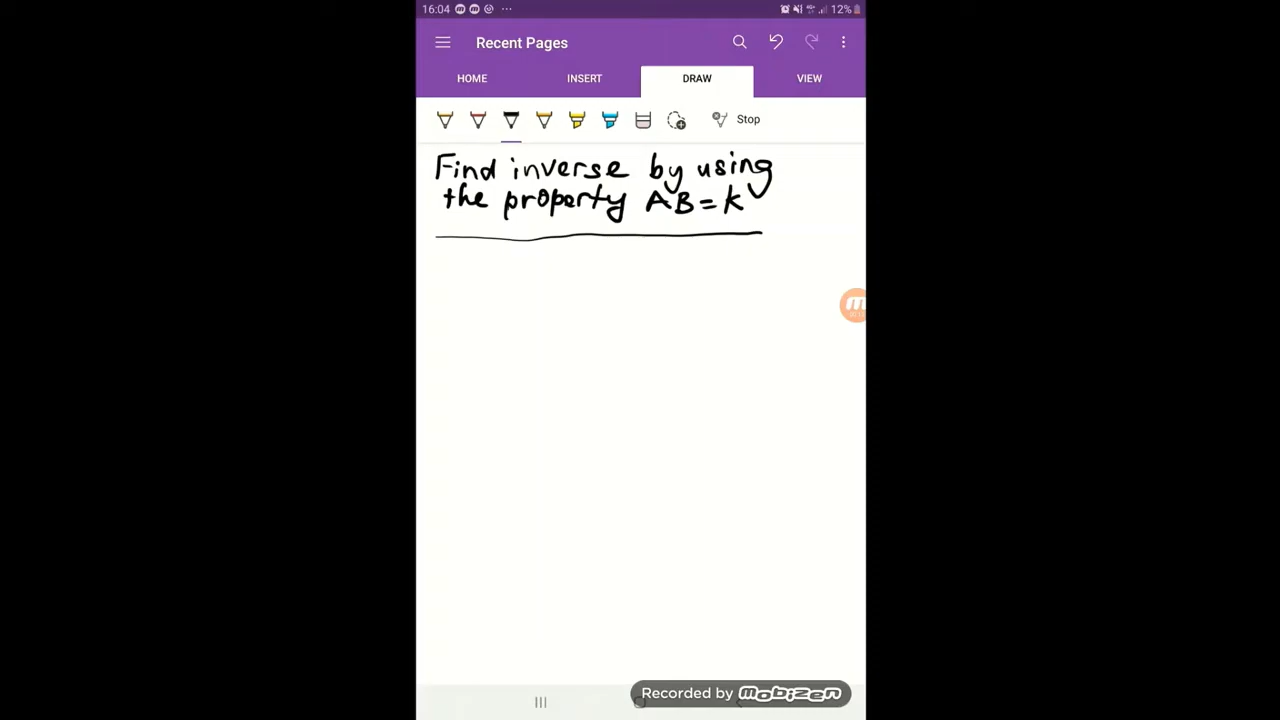 16:04 12%
Recent Pages
HOME INSERT DRAW VIEW
Stop
Find inverse by using
the property AB = k
Recorded by mobizen